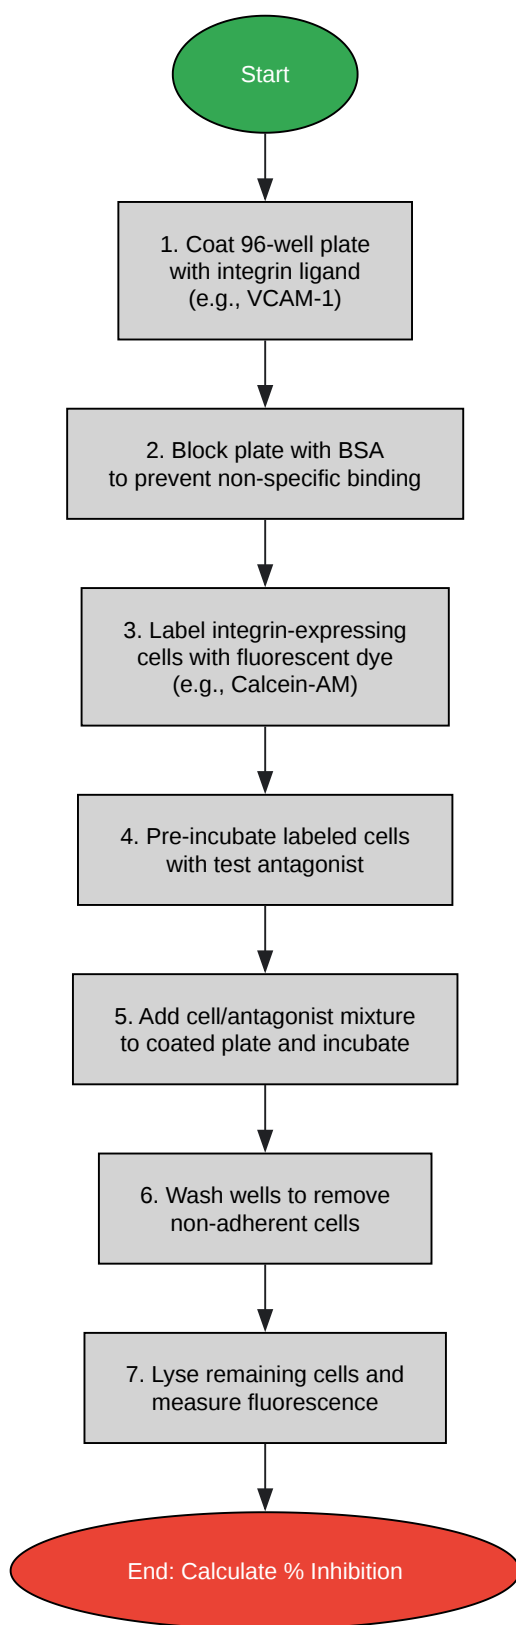 Start
1. Coat 96-well plate
with integrin ligand
(e.g., VCAM-1)
2. Block plate with BSA
to prevent non-specific binding
3. Label integrin-expressing
cells with fluorescent dye
(e.g., Calcein-AM)
4. Pre-incubate labeled cells
with test antagonist
5. Add cell/antagonist mixture
to coated plate and incubate
6. Wash wells to remove
non-adherent cells
7. Lyse remaining cells and
measure fluorescence
End: Calculate % Inhibition